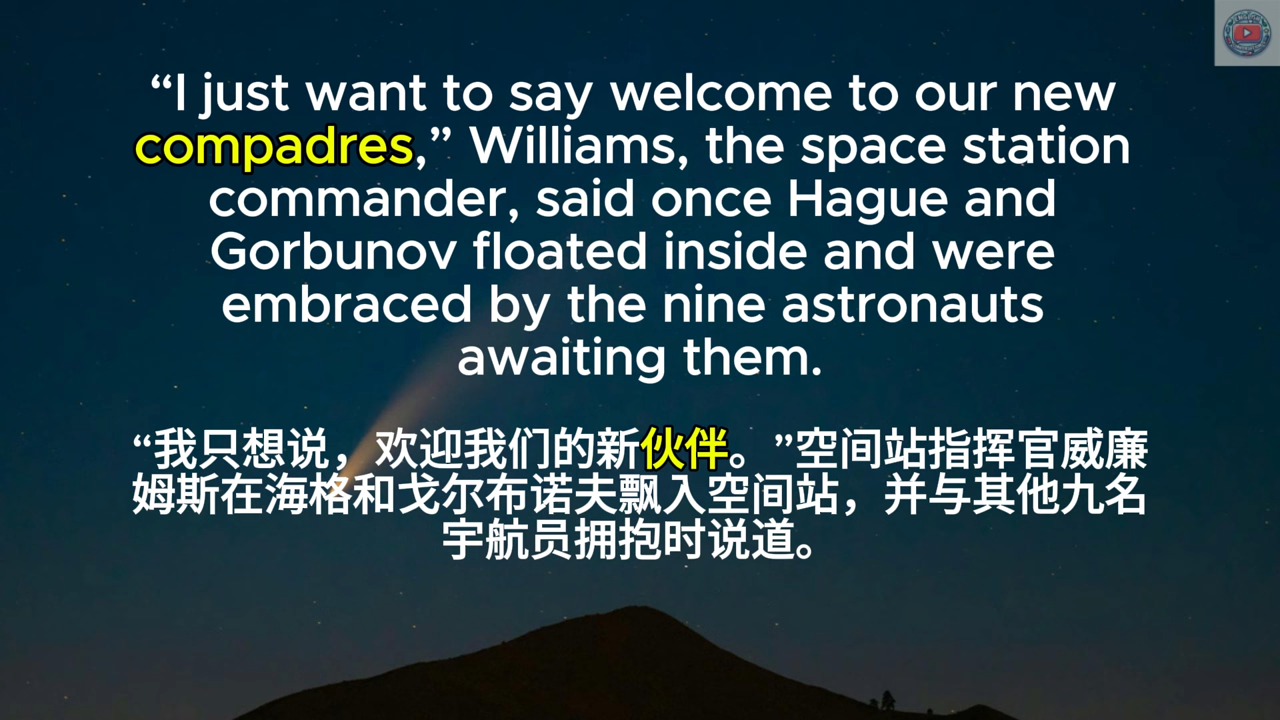 “I just want to say welcome to our new
compadres,” Williams, the space station
commander, said once Hague and
Gorbunov floated inside and were
embraced by the nine astronauts
awaiting them.
“我只想说，欢迎我们的新伙伴。”空间站指挥官威廉
姆斯在海格和戈尔布诺夫飘入空间站，并与其他九名
宇航员拥抱时说道。